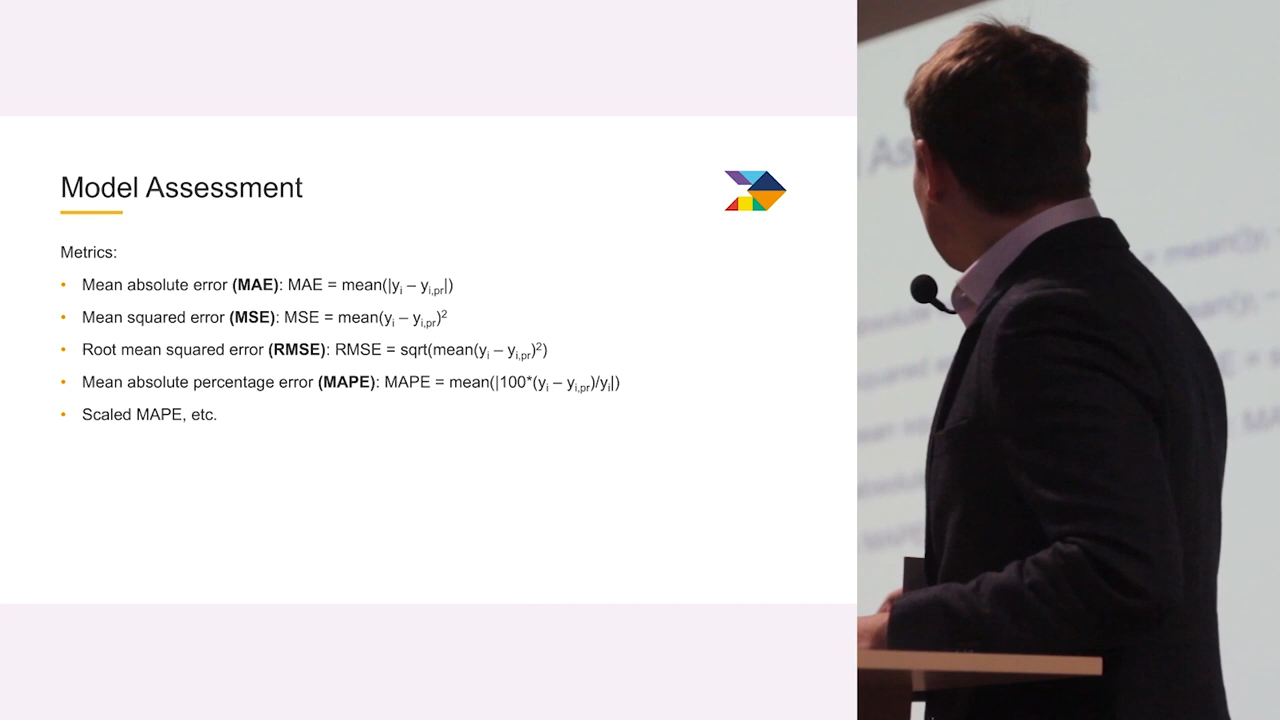 Model Assessment
Metrics:
• Mean absolute error (MAE): MAE = mean(|yi – yi,pr|)
• Mean squared error (MSE): MSE = mean(yi – yi,pr)²
• Root mean squared error (RMSE): RMSE = sqrt(mean(yi – yi,pr)²)
• Mean absolute percentage error (MAPE): MAPE = mean(|100*(yi – yi,pr)/yi|)
• Scaled MAPE, etc.